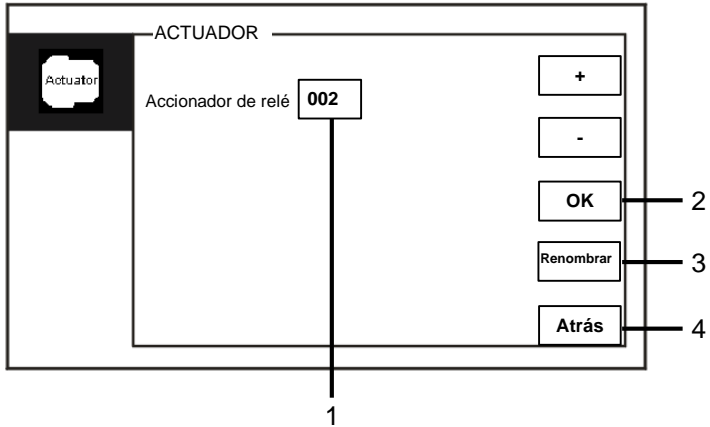 ACTUADOR
Actuator
Accionador de relé 002
+
-
OK 2
Renombrar 3
Atrás 4
1